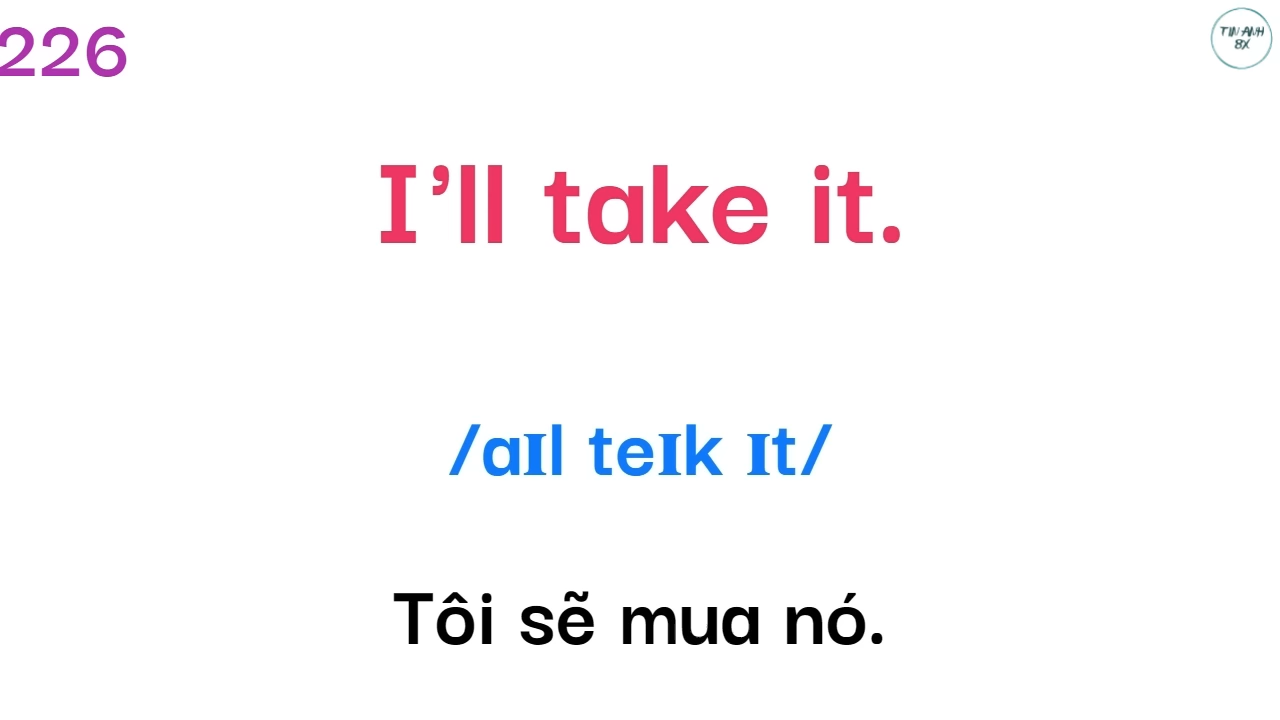 226
TIN ANH
8X
I’ll take it.
/aɪl teɪk ɪt/
Tôi sẽ mua nó.